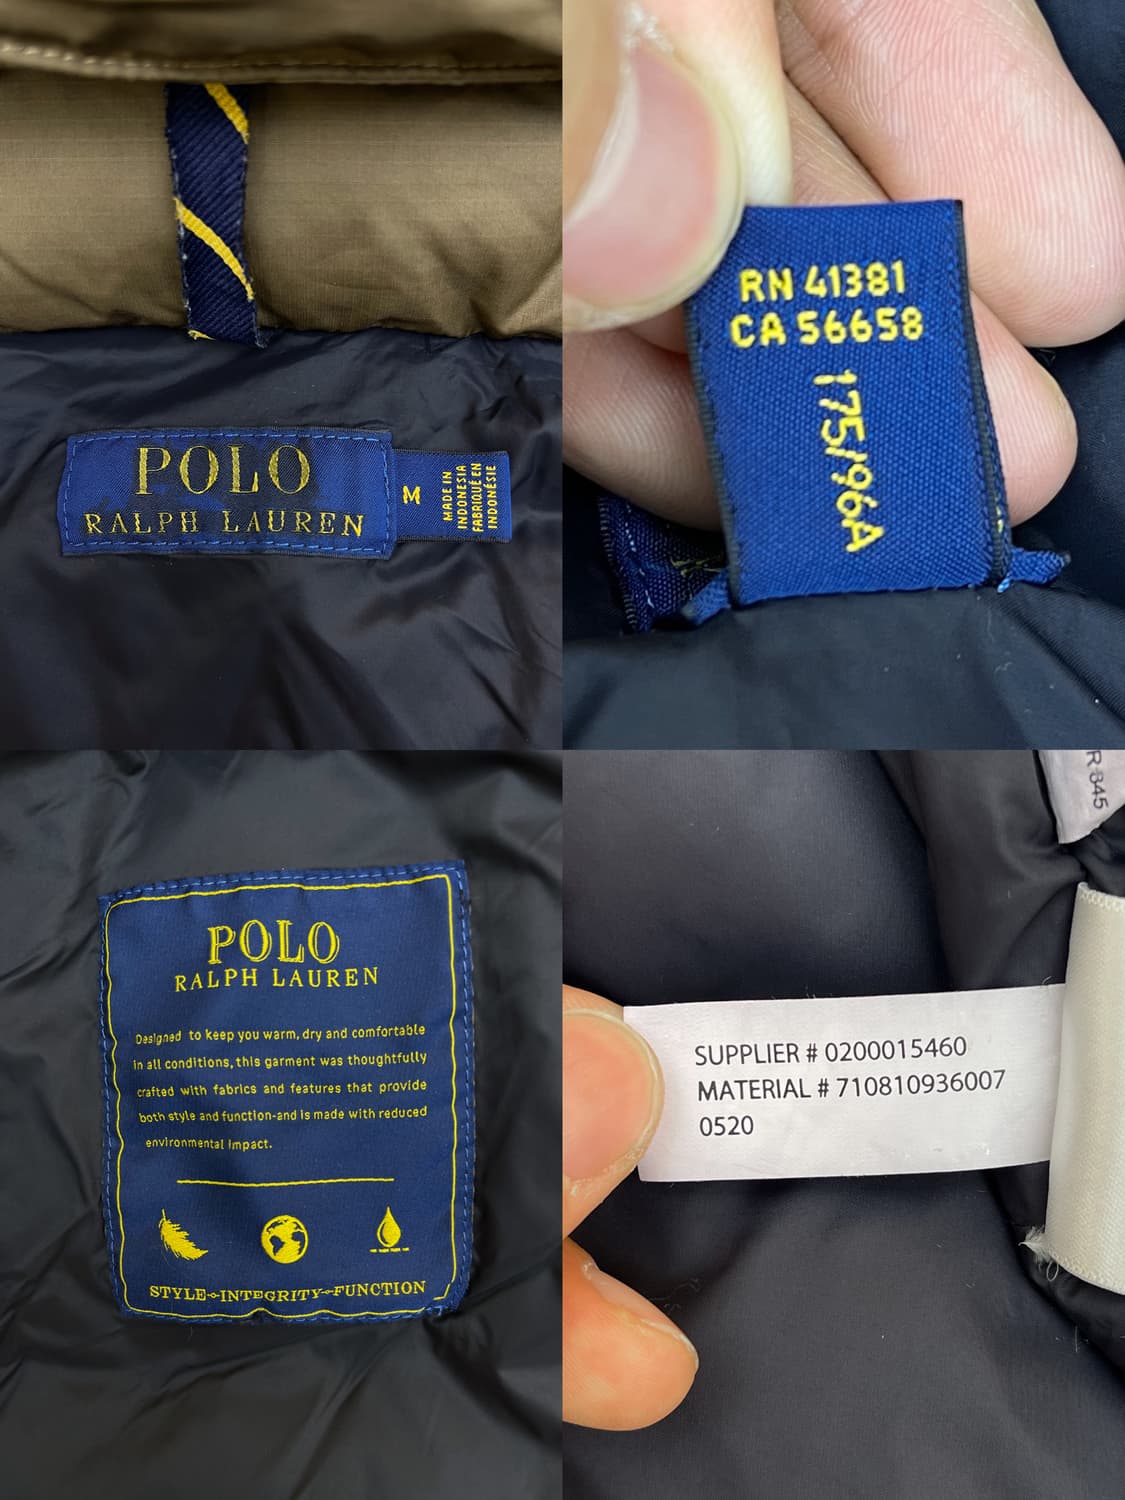 POLO
RALPH LAUREN
M
MADE IN
INDONESIA
FABRIQUÉ EN
INDONÉSIE
RN 41381
CA 56658
175/96A
POLO
RALPH LAUREN
Designed to keep you warm, dry and comfortable
in all conditions, this garment was thoughtfully
crafted with fabrics and features that provide
both style and function-and is made with reduced
environmental impact.
STYLE-INTEGRITY-FUNCTION
R 845
SUPPLIER # 0200015460
MATERIAL # 710810936007
0520